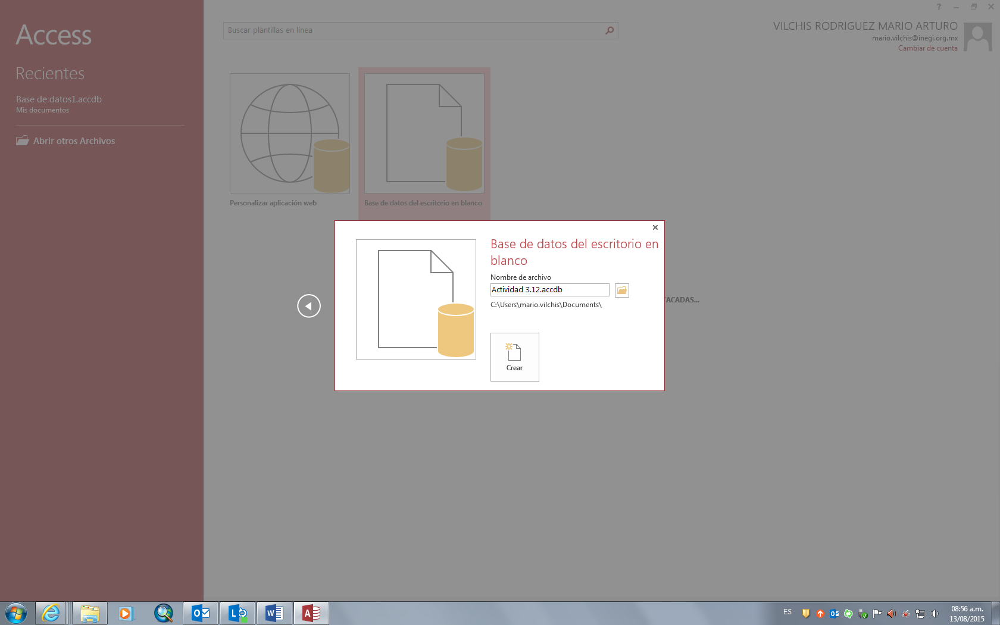 ?
Access
Buscar plantillas en línea
VILCHIS RODRIGUEZ MARIO ARTURO
mario.vilchis@inegi.org.mx
Cambiar de cuenta
Recientes
Base de datos1.accdb
Mis documentos
Abrir otros Archivos
Personalizar aplicación web
Base de datos del escritorio en blanco
Base de datos del escritorio en
blanco
Nombre de archivo
Actividad 3.12.accdb
C:\Users\mario.vilchis\Documents\
TACADAS...
Crear
ES
08:56 a.m.
13/08/2015